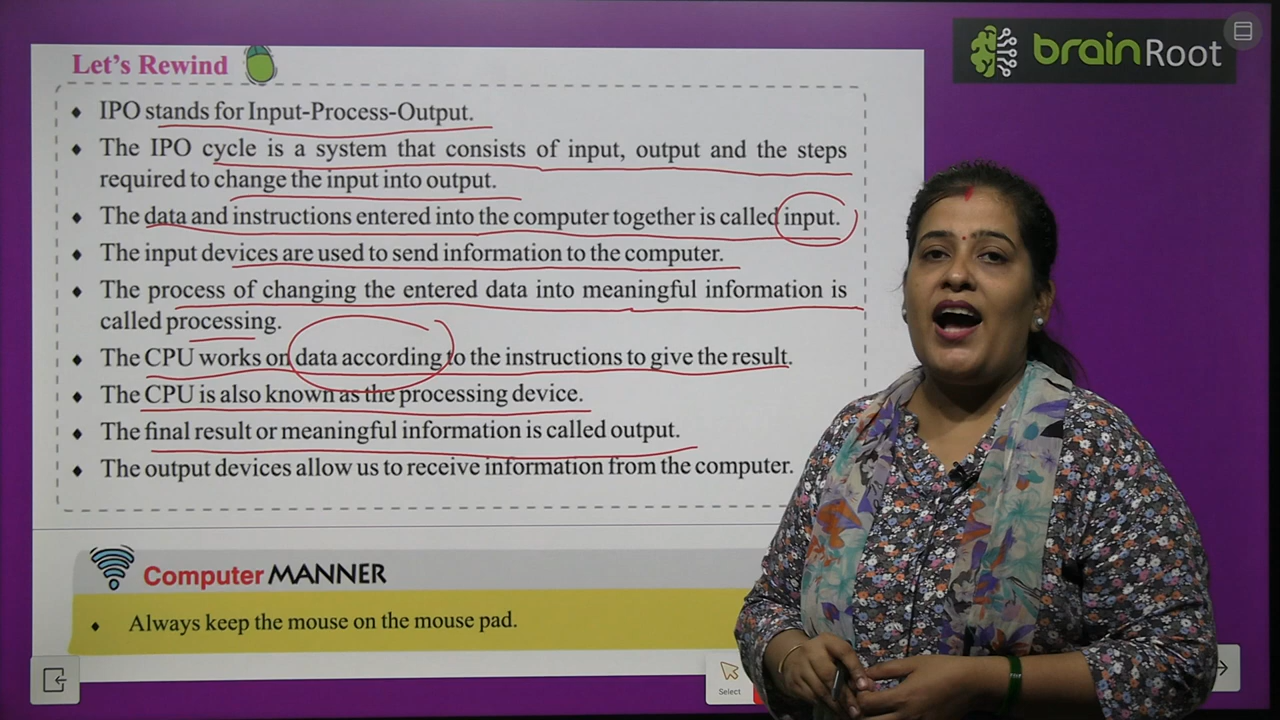 Let's Rewind
brainRoot
♦ IPO stands for Input-Process-Output.
♦ The IPO cycle is a system that consists of input, output and the steps
required to change the input into output.
♦ The data and instructions entered into the computer together is called input.
♦ The input devices are used to send information to the computer.
♦ The process of changing the entered data into meaningful information is
called processing.
♦ The CPU works on data according to the instructions to give the result.
♦ The CPU is also known as the processing device.
♦ The final result or meaningful information is called output.
♦ The output devices allow us to receive information from the computer.
Computer MANNER
♦ Always keep the mouse on the mouse pad.
Select